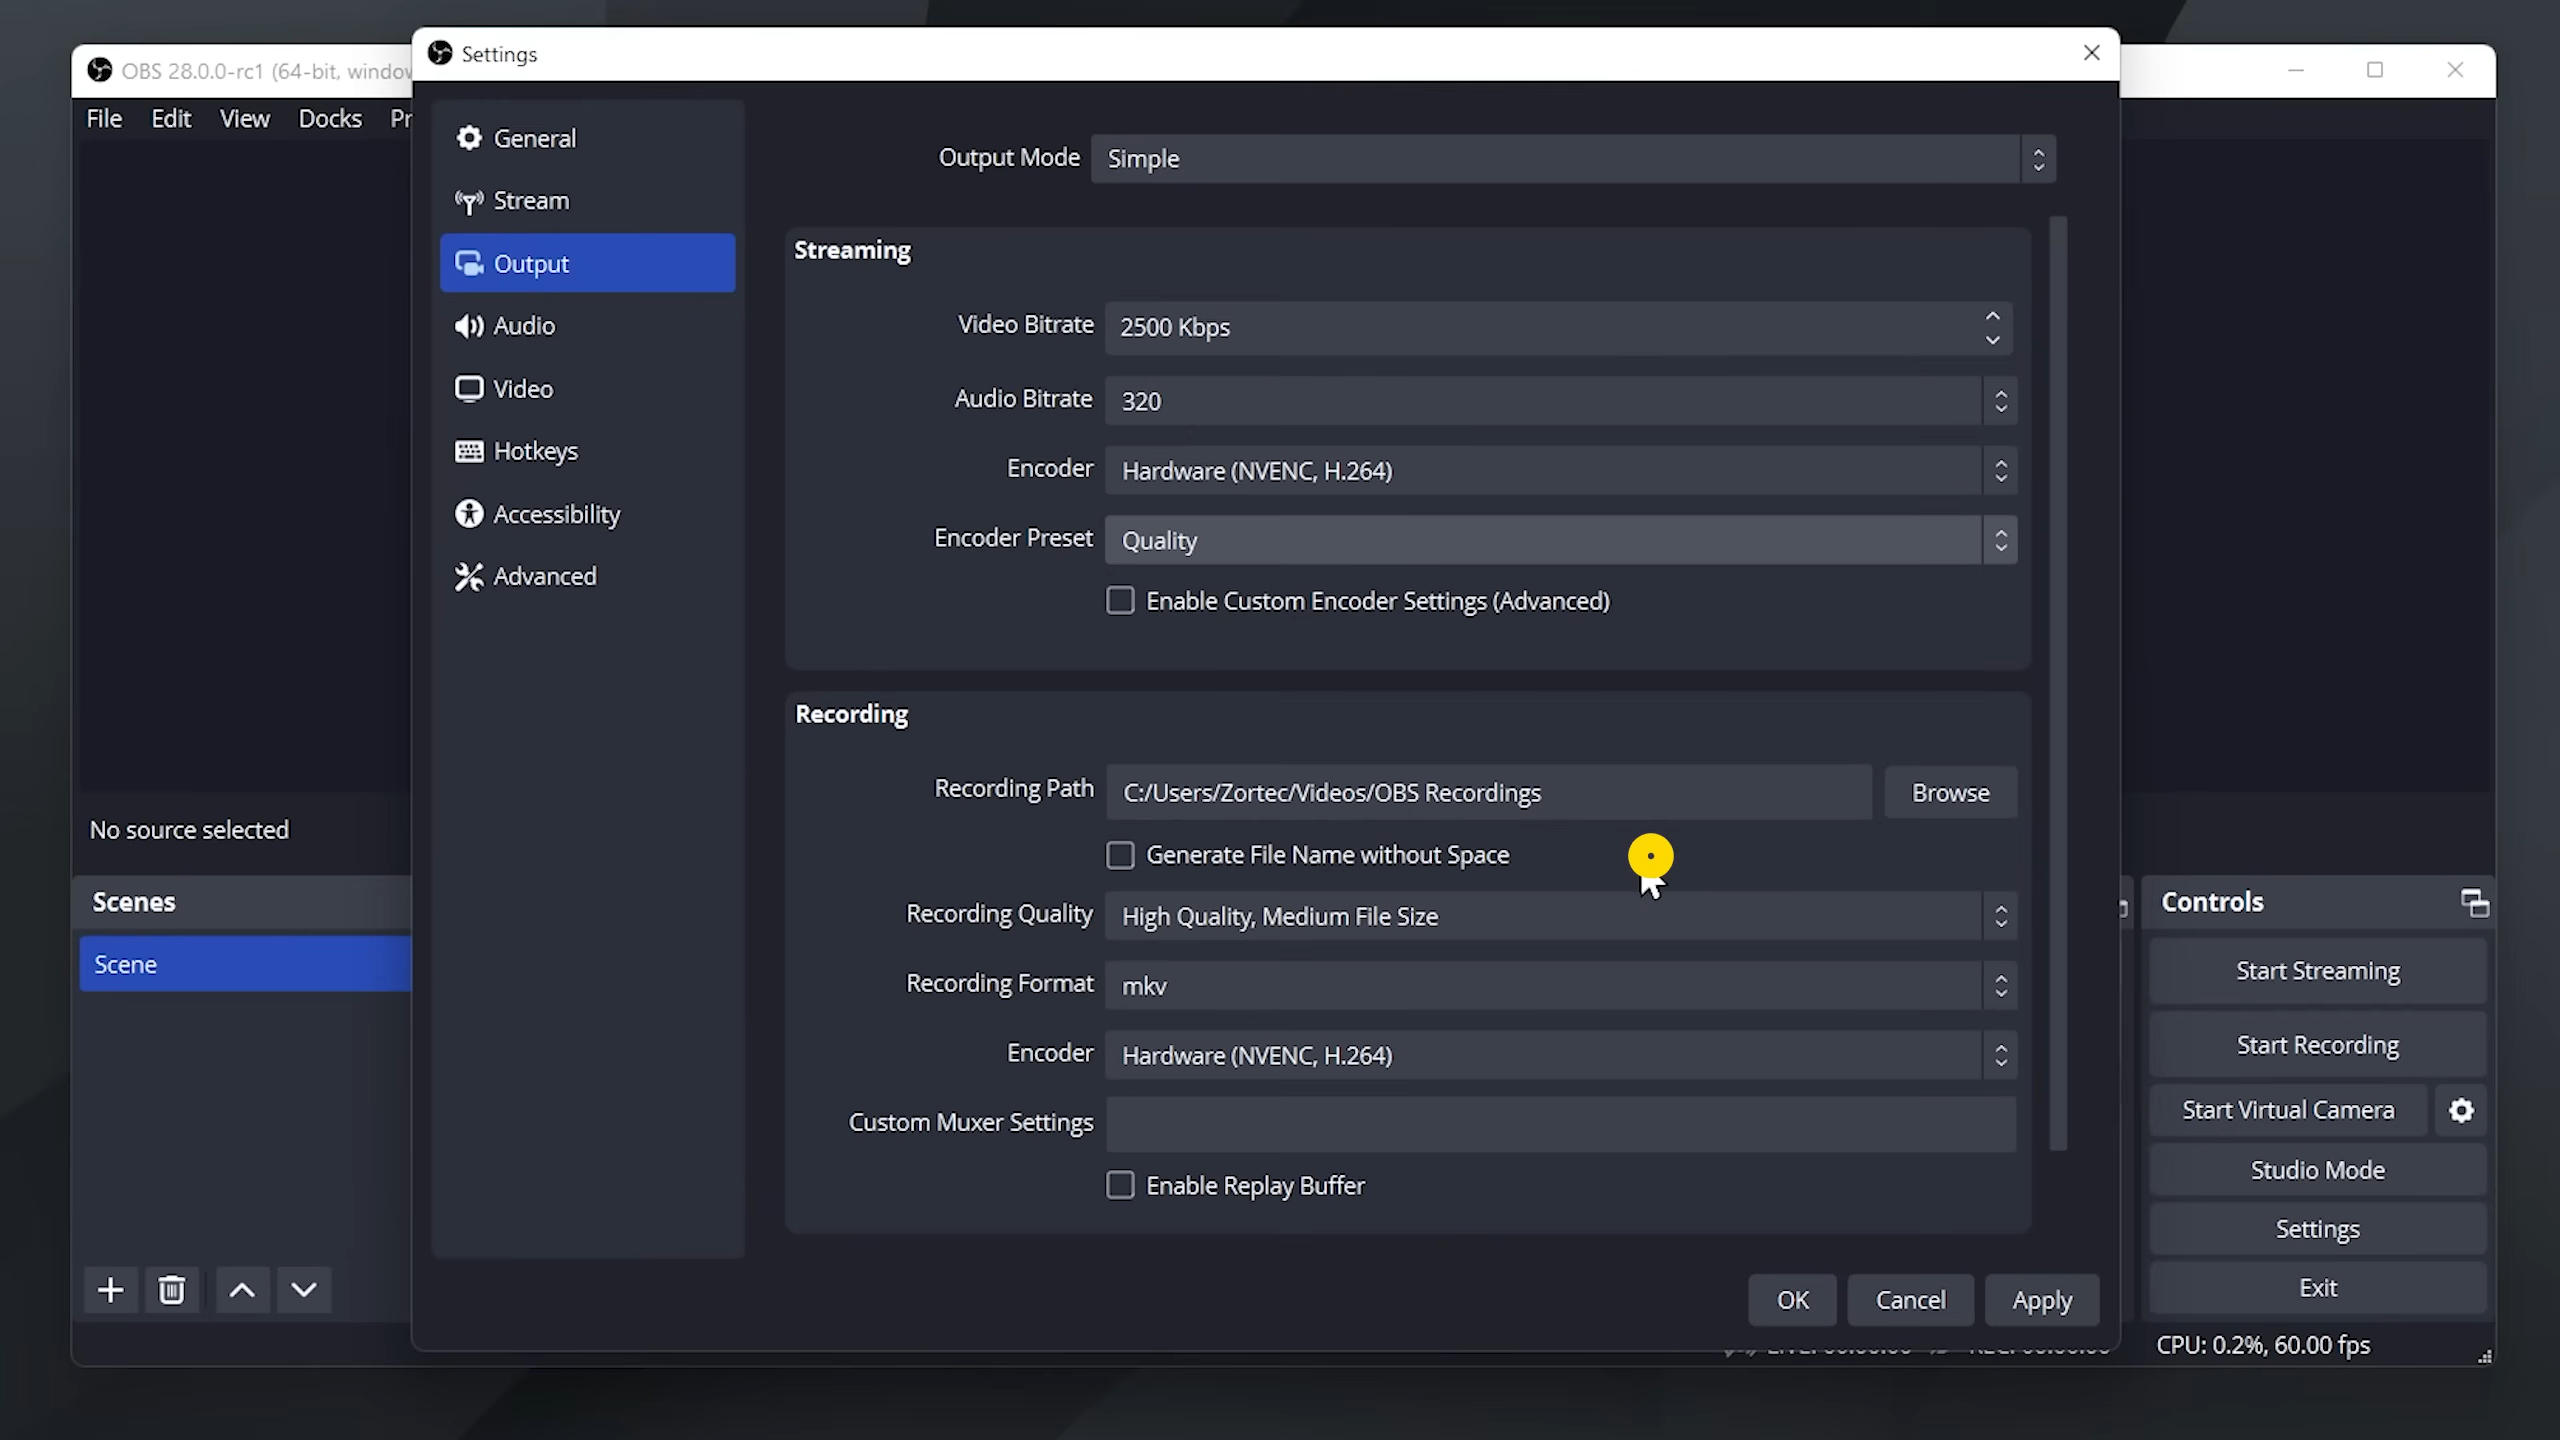 OBS 28.0.0-rc1 (64-bit, window
File Edit View Docks Pr
Settings
General
Stream
Output
Audio
Video
Hotkeys
Accessibility
Advanced
Output Mode Simple
Streaming
Video Bitrate 2500 Kbps
Audio Bitrate 320
Encoder Hardware (NVENC, H.264)
Encoder Preset Quality
Enable Custom Encoder Settings (Advanced)
Recording
Recording Path C:/Users/Zortec/Videos/OBS Recordings Browse
Generate File Name without Space
Recording Quality High Quality, Medium File Size
Recording Format mkv
Encoder Hardware (NVENC, H.264)
Custom Muxer Settings
Enable Replay Buffer
OK Cancel Apply
No source selected
Scenes
Scene
Controls
Start Streaming
Start Recording
Start Virtual Camera
Studio Mode
Settings
Exit
CPU: 0.2%, 60.00 fps